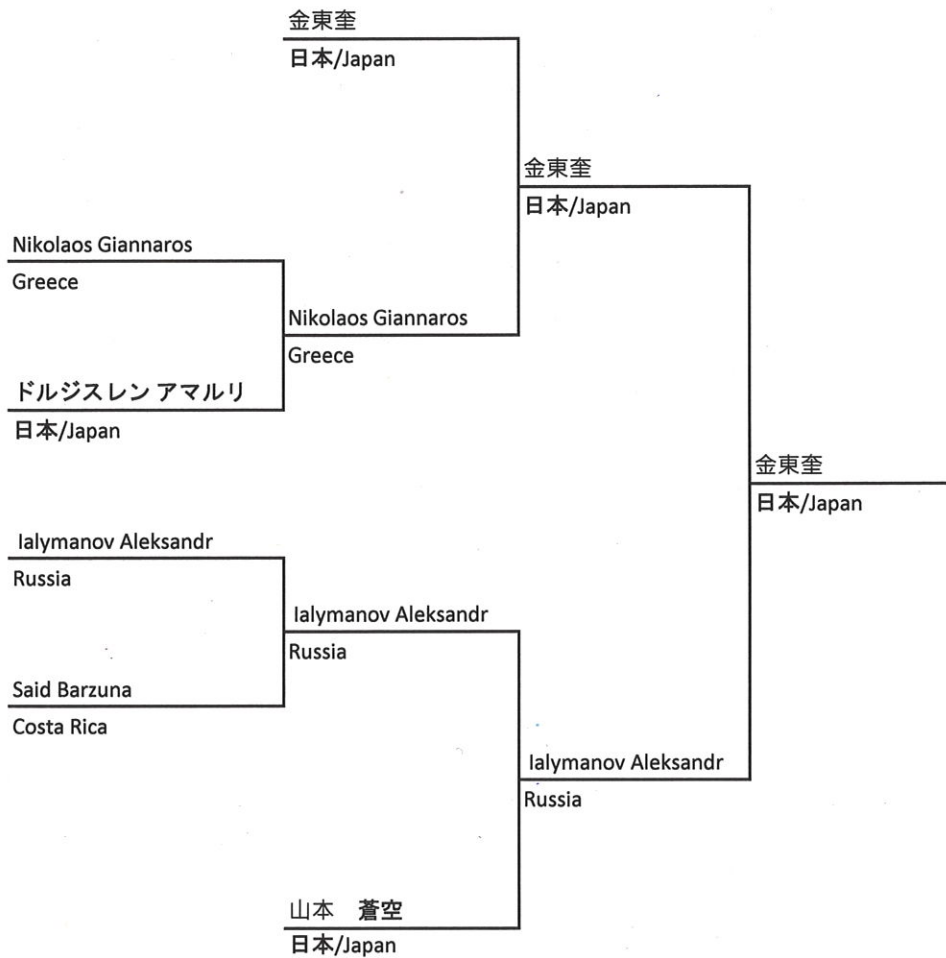 金東奎
日本/Japan
金東奎
日本/Japan
Nikolaos Giannaros
Greece
Nikolaos Giannaros
Greece
ドルジスレン アマルリ
日本/Japan
金東奎
日本/Japan
Ialymanov Aleksandr
Russia
Ialymanov Aleksandr
Russia
Said Barzuna
Costa Rica
Ialymanov Aleksandr
Russia
山本　蒼空
日本/Japan